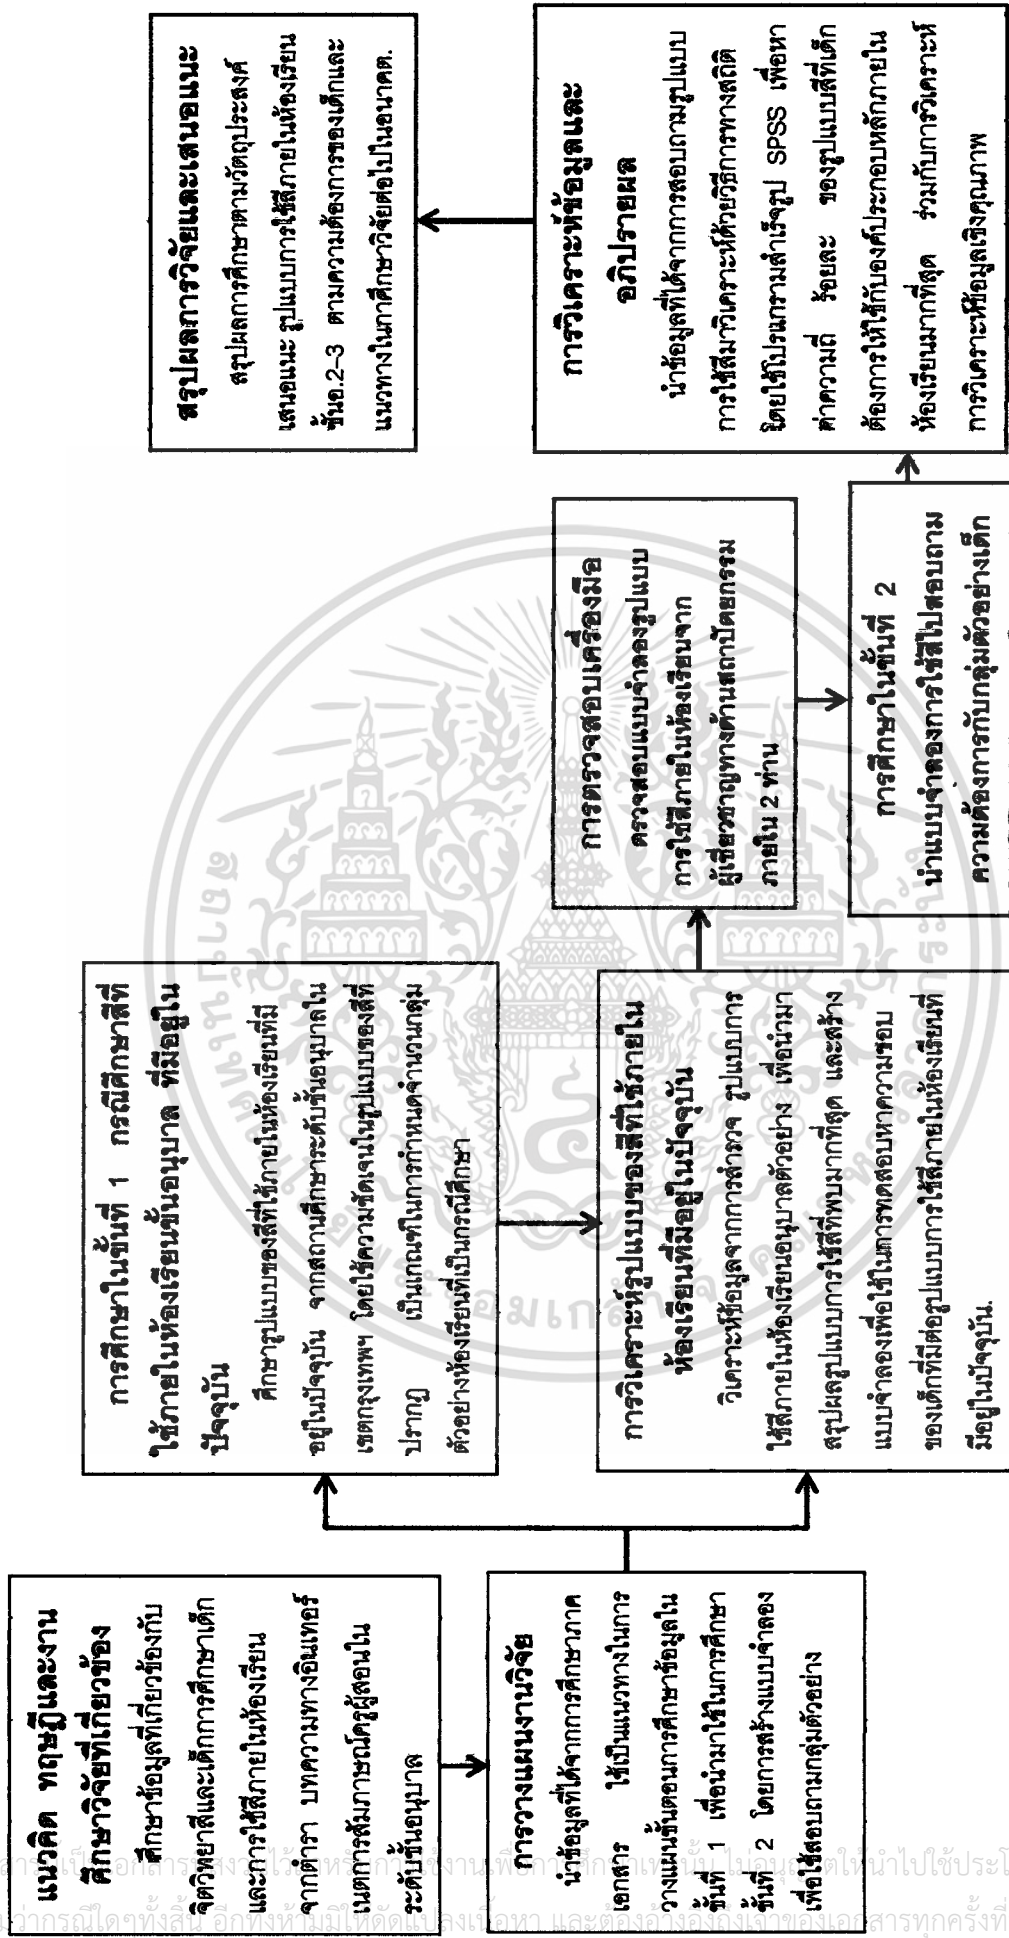 แนวคิด ทฤษฎีและงาน
ศึกษาวิจัยที่เกี่ยวข้อง
ศึกษาข้อมูลที่เกี่ยวข้องกับ
จิตวิทยาสีและเด็กการศึกษาเด็ก
และการใช้สีภายในห้องเรียน
จากตำรา บทความทางอินเทอร์
เนตการสัมภาษณ์ครูผู้สอนใน
ระดับชั้นอนุบาล
การวางแผนงานวิจัย
นำข้อมูลที่ได้จากการศึกษาภาค
เอกสาร ใช้เป็นแนวทางในการ
วางแผนขั้นตอนการศึกษาข้อมูลใน
ขั้นที่ 1 เพื่อนำมาใช้ในการศึกษา
ขั้นที่ 2 โดยการสร้างแบบจำลอง
เพื่อใช้สอบถามกลุ่มตัวอย่าง
การศึกษาในขั้นที่ 1 กรณีศึกษาสีที่
ใช้ภายในห้องเรียนชั้นอนุบาล ที่มีอยู่ใน
ปัจจุบัน
ศึกษารูปแบบของสีที่ใช้ภายในห้องเรียนที่มี
อยู่ในปัจจุบัน จากสถานศึกษาระดับชั้นอนุบาลใน
เขตกรุงเทพฯ โดยใช้ความชัดเจนในรูปแบบของสีที่
ปรากฎ เป็นเกณฑ์ในการกำหนดจำนวนกลุ่ม
ตัวอย่างห้องเรียนที่เป็นกรณีศึกษา
การวิเคราะห์รูปแบบของสีที่ใช้ภายใน
ห้องเรียนที่มีอยู่ในปัจจุบัน
วิเคราะห์ข้อมูลจากการสำรวจ รูปแบบการ
ใช้สีภายในห้องเรียนอนุบาลตัวอย่าง เพื่อนำมา
สรุปผลรูปแบบการใช้สีที่พบมากที่สุด และสร้าง
แบบจำลองเพื่อใช้ในการทดสอบหาความชอบ
ของเด็กที่มีต่อรูปแบบการใช้สีภายในห้องเรียนที่
มีอยู่ในปัจจุบัน.
การตรวจสอบเครื่องมือ
ตรวจสอบแบบจำลองรูปแบบ
การใช้สีภายในห้องเรียนจาก
ผู้เชี่ยวชาญทางด้านสถาปัตยกรรม
ภายใน 2 ท่าน
การศึกษาในขั้นที่ 2
นำแบบจำลองการใช้สีไปสอบถาม
ความต้องการกับกลุ่มตัวอย่างเด็ก
การวิเคราะห์ข้อมูลและ
อภิปรายผล
นำข้อมูลที่ได้จากการสอบถามรูปแบบ
การใช้สีมาวิเคราะห์ด้วยวิธีการทางสถิติ
โดยใช้โปรแกรมสำเร็จรูป SPSS เพื่อหา
ค่าความถี่ ร้อยละ ของรูปแบบสีที่เด็ก
ต้องการให้ใช้กับองค์ประกอบหลักภายใน
ห้องเรียนมากที่สุด ร่วมกับการวิเคราะห์
การวิเคราะห์ข้อมูลเชิงคุณภาพ
สรุปผลการวิจัยและเสนอแนะ
สรุปผลการศึกษาตามวัตถุประสงค์
เสนอแนะ รูปแบบการใช้สีภายในห้องเรียน
ชั้นอ.2-3 ตามความต้องการของเด็กและ
แนวทางในการศึกษาวิจัยต่อไปในอนาคต.